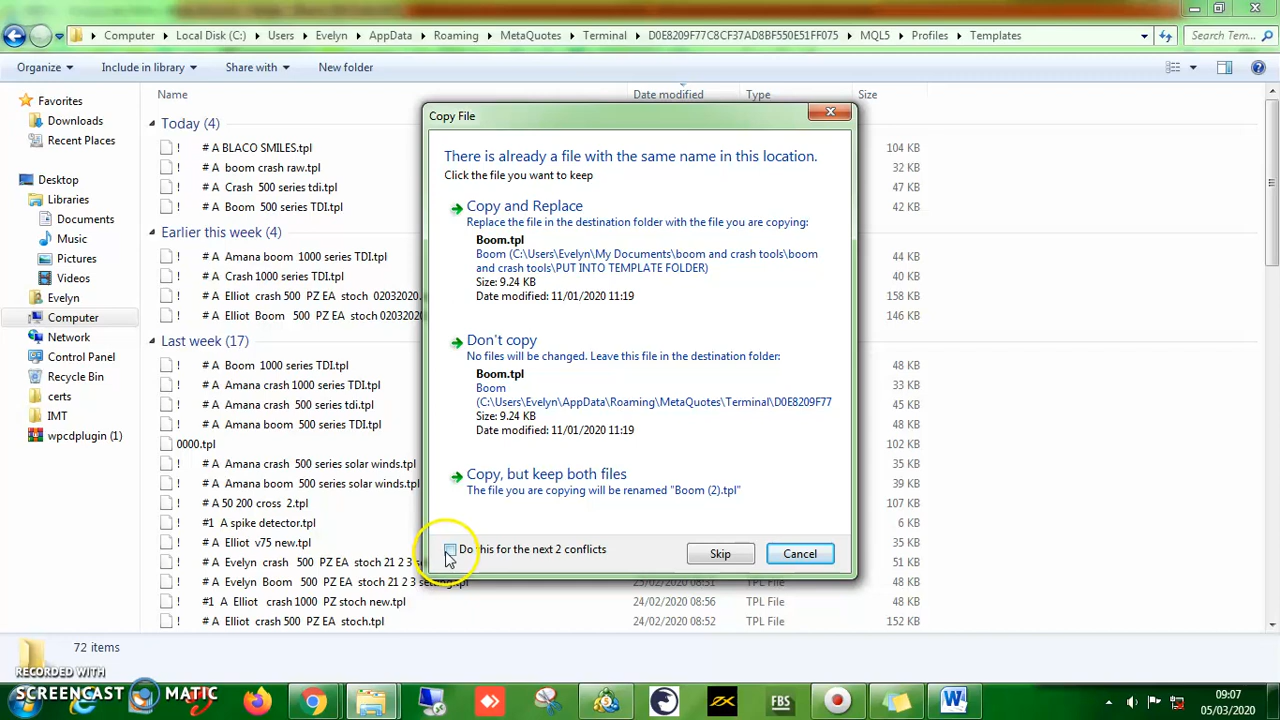 Computer Local Disk (C:) Users Evelyn AppData Roaming MetaQuotes Terminal D0E8209F77C8CF37AD8BF550E51FF075 MQL5 Profiles Templates Search Tem...
Organize Include in library Share with New folder
Name Date modified Type Size
Favorites
Downloads
Recent Places
Desktop
Libraries
Documents
Music
Pictures
Videos
Evelyn
Computer
Network
Control Panel
Recycle Bin
certs
IMT
wpcdplugin (1)
Today (4)
! # A BLACO SMILES.tpl 104 KB
! # A boom crash raw.tpl 32 KB
! # A Crash 500 series tdi.tpl 47 KB
! # A Boom 500 series TDI.tpl 42 KB
Earlier this week (4)
! # A Amana boom 1000 series TDI.tpl 44 KB
! # A Crash 1000 series TDI.tpl 40 KB
! # A Elliot crash 500 PZ EA stoch 02032020. 158 KB
! # A Elliot Boom 500 PZ EA stoch 02032020 146 KB
Last week (17)
! # A Boom 1000 series TDI.tpl 48 KB
! # A Amana crash 1000 series TDI.tpl 33 KB
! # A Amana crash 500 series tdi.tpl 45 KB
! # A Amana boom 500 series TDI.tpl 48 KB
0000.tpl 102 KB
! # A Amana crash 500 series solar winds.tpl 35 KB
! # A Amana boom 500 series solar winds.tpl 39 KB
! # A 50 200 cross 2.tpl 107 KB
! #1 A spike detector.tpl 6 KB
! # A Evelyn v75 new.tpl 30 KB
! # A Evelyn crash 500 PZ EA stoch 21 2 3 35 KB
! # A Evelyn Boom 500 PZ EA stoch 21 2 3 setting.tpl 25/02/2020 08:51 TPL File 48 KB
! #1 A Elliot crash1000 PZ stoch new.tpl 24/02/2020 08:56 TPL File 48 KB
! # A Elliot crash 500 PZ EA stoch.tpl 24/02/2020 08:52 TPL File 152 KB
Copy File
There is already a file with the same name in this location.
Click the file you want to keep
Copy and Replace
Replace the file in the destination folder with the file you are copying:
Boom.tpl
Boom (C:\Users\Evelyn\My Documents\boom and crash tools\boom
and crash tools\PUT INTO TEMPLATE FOLDER)
Size: 9.24 KB
Date modified: 11/01/2020 11:19
Don't copy
No files will be changed. Leave this file in the destination folder:
Boom.tpl
Boom
(C:\Users\Evelyn\AppData\Roaming\MetaQuotes\Terminal\D0E8209F77
Size: 9.24 KB
Date modified: 11/01/2020 11:19
Copy, but keep both files
The file you are copying will be renamed "Boom (2).tpl"
Do this for the next 2 conflicts
Skip Cancel
72 items
RECORDED WITH
SCREENCAST MATIC
FBS
W
09:07
05/03/2020